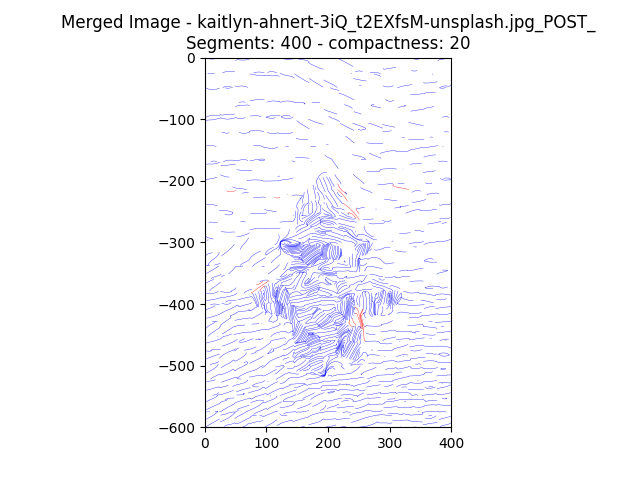 Merged Image - kaitlyn-ahnert-3iQ_t2EXfsM-unsplash.jpg_POST_
Segments: 400 - compactness: 20
0
−100
−200
−300
−400
−500
−600
0 100 200 300 400